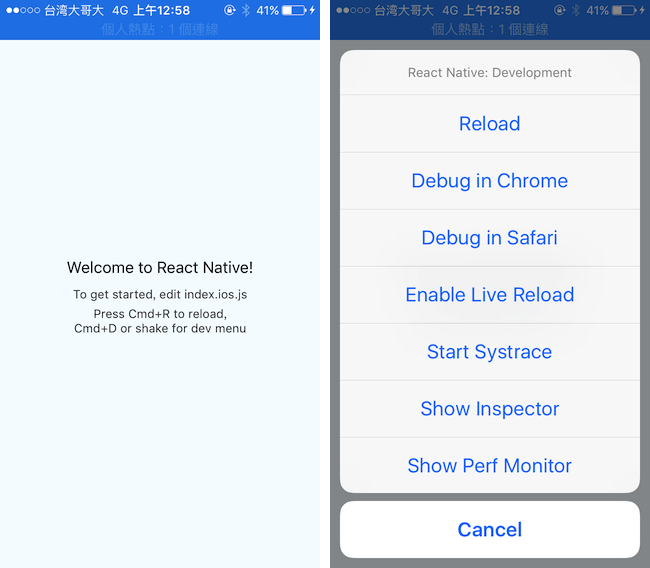 台湾大哥大 4G 上午12:58 41%
個人熱點：1 個連線
Welcome to React Native!
To get started, edit index.ios.js
Press Cmd+R to reload,
Cmd+D or shake for dev menu
台湾大哥大 4G 上午12:58 41%
個人熱點：1 個連線
React Native: Development
Reload
Debug in Chrome
Debug in Safari
Enable Live Reload
Start Systrace
Show Inspector
Show Perf Monitor
Cancel